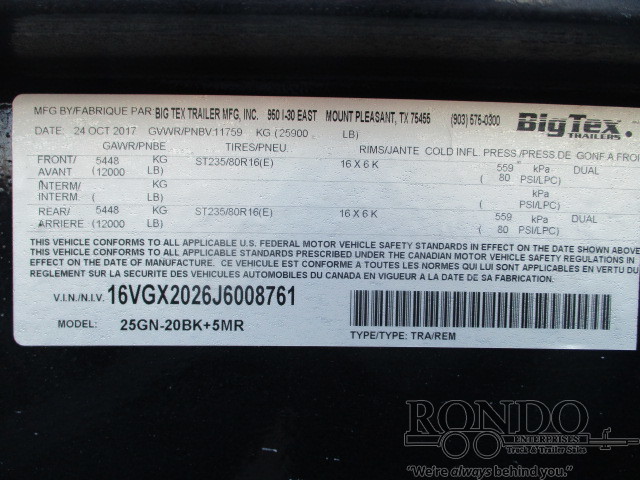 MFG BY/FABRIQUE PAR: BIG TEX TRAILER MFG, INC. 950 I-30 EAST MOUNT PLEASANT, TX 75455 (903) 575-0300
BigTex
TRAILERS
DATE: 24 OCT 2017 GVWR/PNBV: 11759 KG (25900 LB)
GAWR/PNBE TIRES/PNEU. RIMS/JANTE COLD INFL. PRESS/PRESS.DE GONF A FROI
FRONT/ 5448 KG ST235/80R16(E) 16 X 6 K 559 kPa DUAL
AVANT (12000 LB) ( 80 PSI/LPC)
INTERM/ KG kPa
INTERM. ( LB) ( PSI/LPC)
REAR/ 5448 KG ST235/80R16(E) 16 X 6 K 559 kPa DUAL
ARRIERE (12000 LB) ( 80 PSI/LPC)
THIS VEHICLE CONFORMS TO ALL APPLICABLE U.S. FEDERAL MOTOR VEHICLE SAFETY STANDARDS IN EFFECT ON THE DATE SHOWN ABOVE.
THIS VEHICLE CONFORMS TO ALL APPLICABLE STANDARDS PRESCRIBED UNDER THE CANADIAN MOTOR VEHICLE SAFETY REGULATIONS IN
EFFECT ON THE DATE OF MANUFACTURE. / CE VEHICULE EST CONFORME A TOUTES LES NORMES QUI LUI SONT APPLICABLES EN VERTU DU
REGLEMENT SUR LA SECURITE DES VEHICULES AUTOMOBILES DU CANADA EN VIGUEUR A LA DATE DE SA FABRICATION.
V.I.N./N.I.V. 16VGX2026J6008761
MODEL: 25GN-20BK+5MR TYPE/TYPE: TRA/REM
RONDO
ENTERPRISES
Truck & Trailer Sales
"We're always behind you."